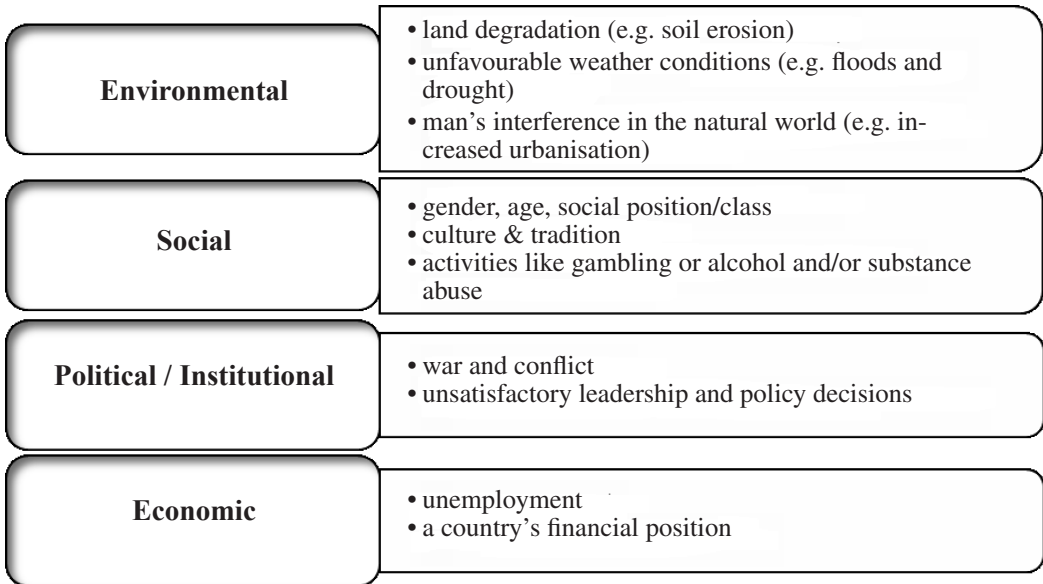 Environmental
• land degradation (e.g. soil erosion)
• unfavourable weather conditions (e.g. floods and
drought)
• man’s interference in the natural world (e.g. in-
creased urbanisation)
Social
• gender, age, social position/class
• culture & tradition
• activities like gambling or alcohol and/or substance
abuse
Political / Institutional
• war and conflict
• unsatisfactory leadership and policy decisions
Economic
• unemployment
• a country’s financial position